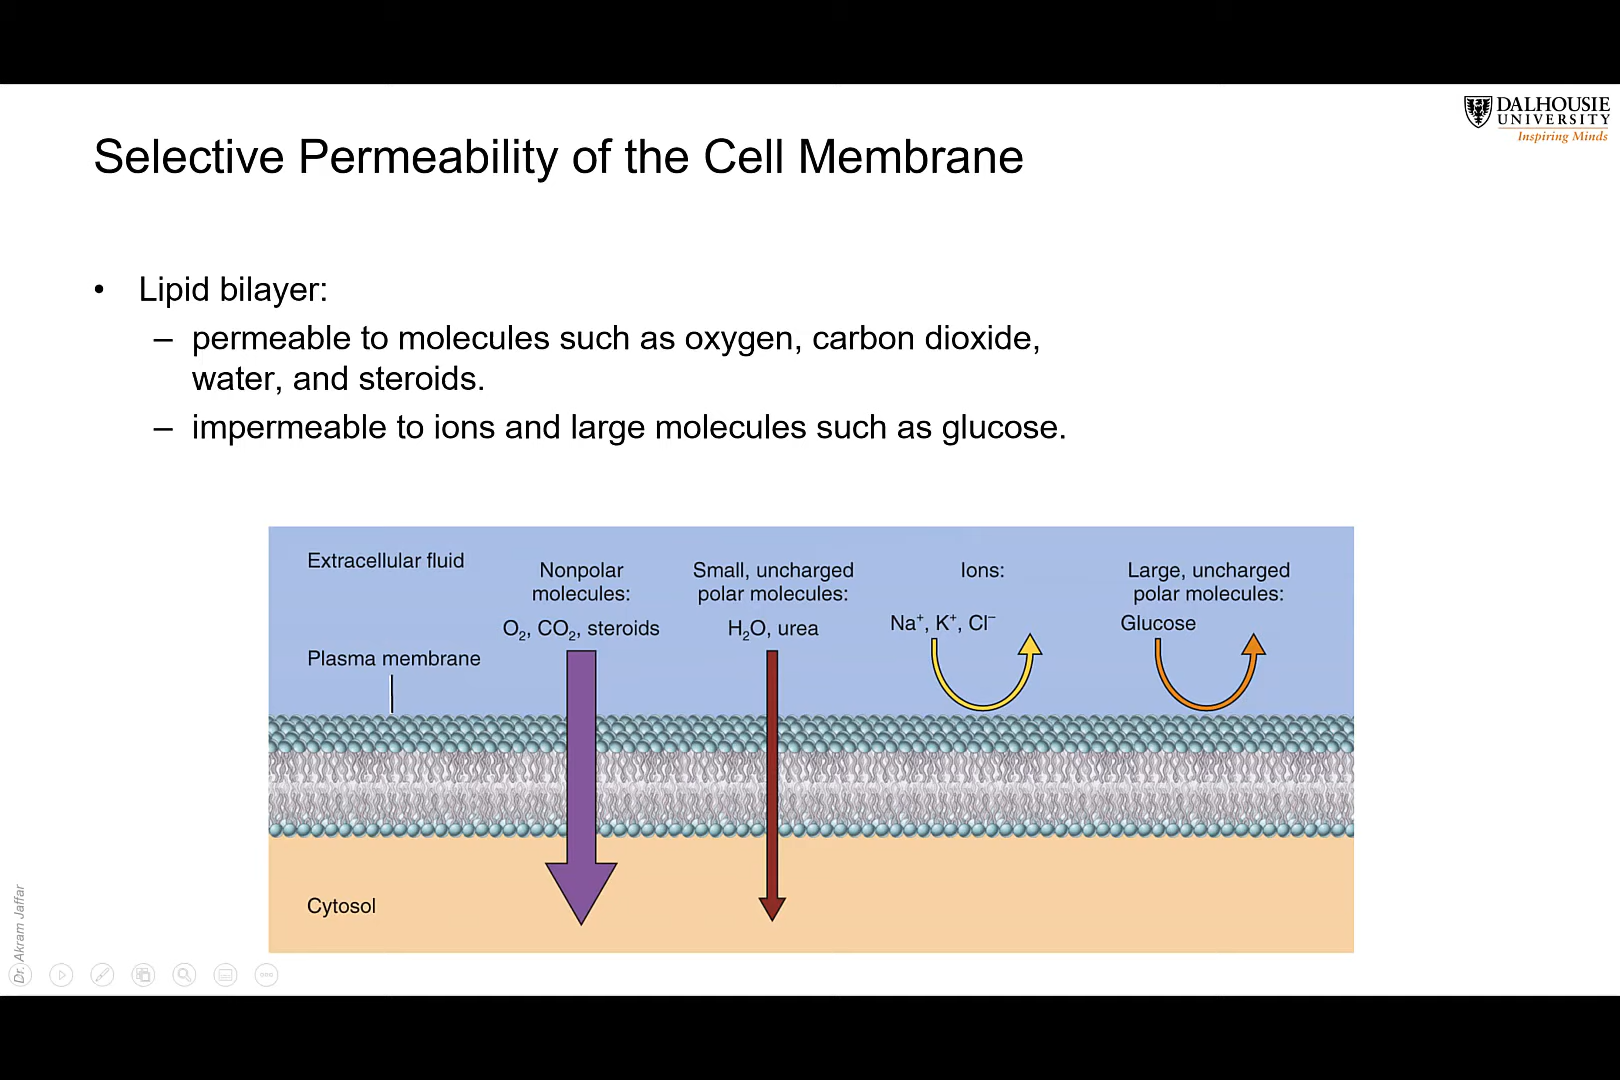 DALHOUSIE
UNIVERSITY
Inspiring Minds
Selective Permeability of the Cell Membrane
• Lipid bilayer:
– permeable to molecules such as oxygen, carbon dioxide,
water, and steroids.
– impermeable to ions and large molecules such as glucose.
Extracellular fluid
Plasma membrane
Nonpolar
molecules:
O₂, CO₂, steroids
Small, uncharged
polar molecules:
H₂O, urea
Ions:
Na⁺, K⁺, Cl⁻
Large, uncharged
polar molecules:
Glucose
Cytosol
Dr. Akram Jaffar